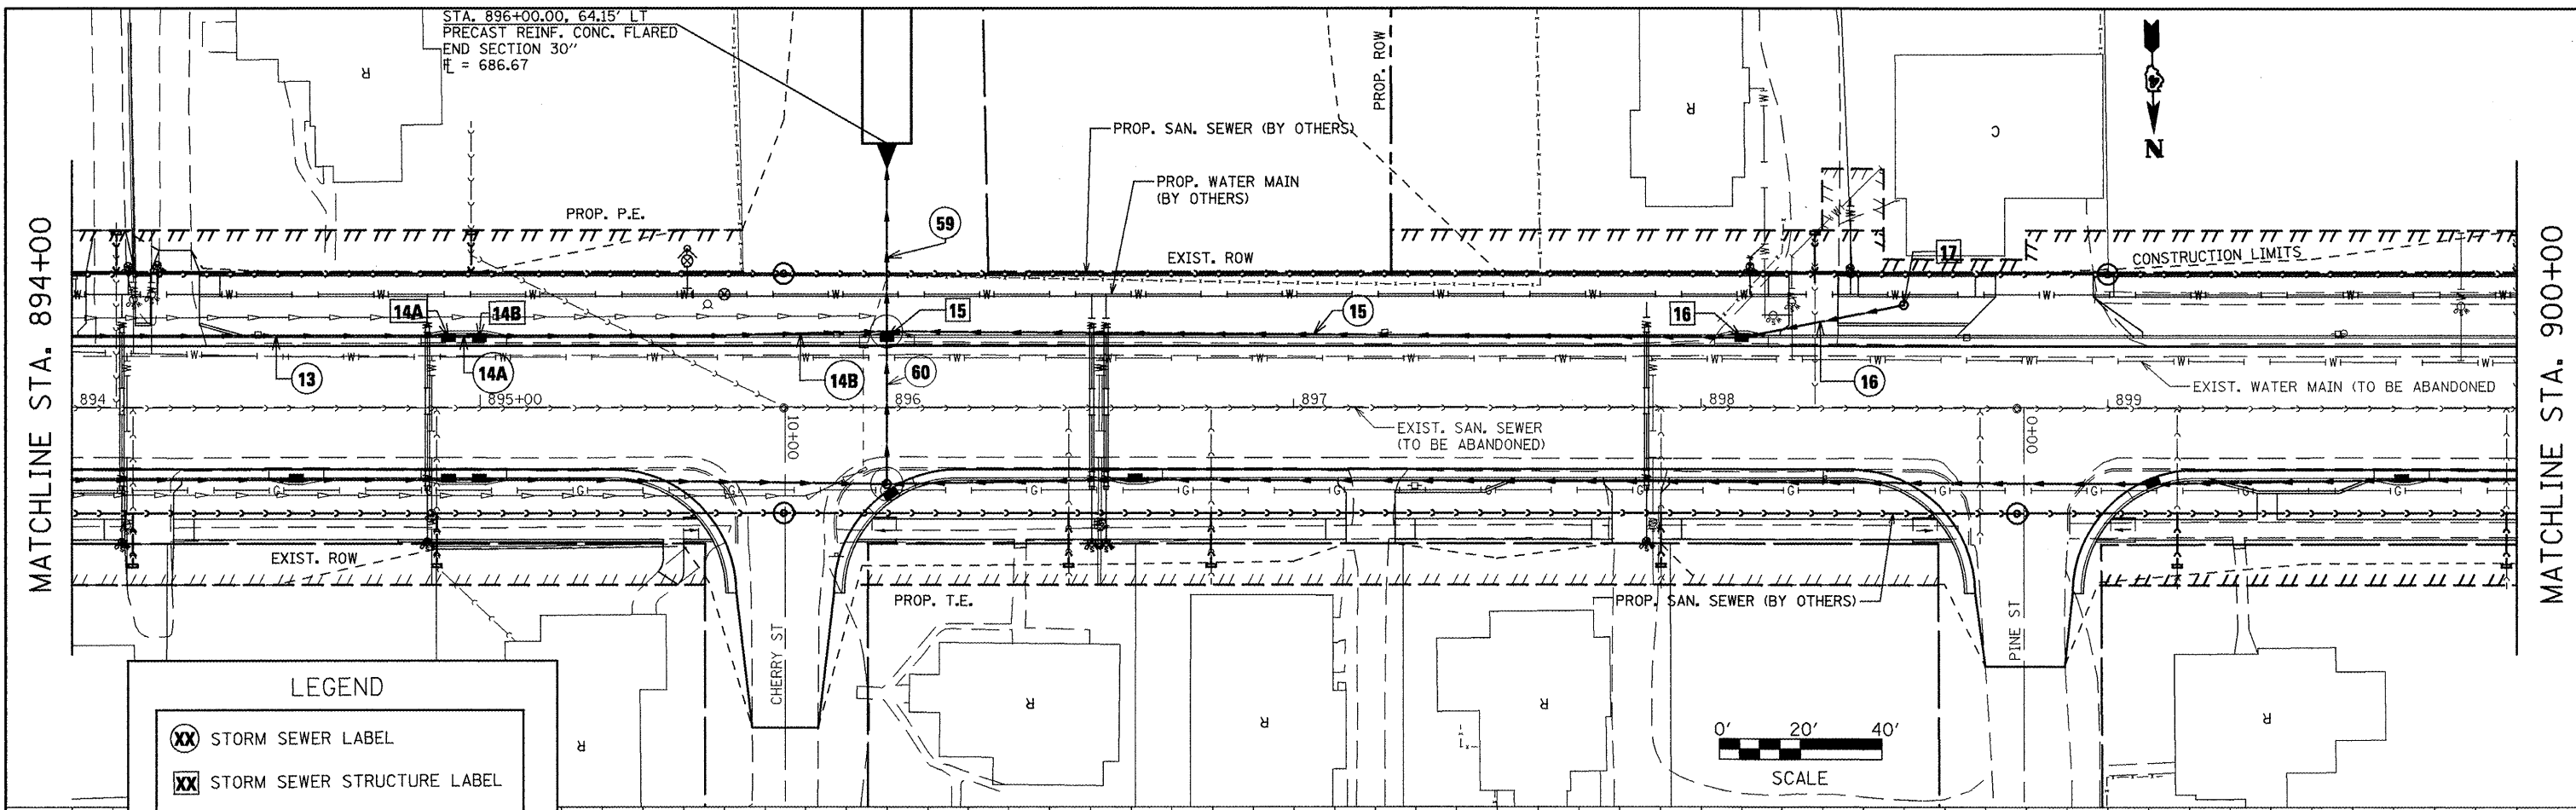 STA. 896+00.00, 64.15' LT
PRECAST REINF. CONC. FLARED
END SECTION 30"
FL = 686.67
R
PROP. ROW
R
C
N
PROP. SAN. SEWER (BY OTHERS)
PROP. WATER MAIN
(BY OTHERS)
PROP. P.E.
59
EXIST. ROW
17
CONSTRUCTION LIMITS
MATCHLINE STA. 894+00
MATCHLINE STA. 900+00
14A
14B
15
15
16
13
14A
14B
60
16
EXIST. WATER MAIN (TO BE ABANDONED
894
895+00
896
897
898
899
10+00
0+00
EXIST. SAN. SEWER
(TO BE ABANDONED)
EXIST. ROW
PROP. T.E.
PROP. SAN. SEWER (BY OTHERS)
CHERRY ST
PINE ST
LEGEND
XX STORM SEWER LABEL
XX STORM SEWER STRUCTURE LABEL
R
R
R
R
R
0' 20' 40'
SCALE